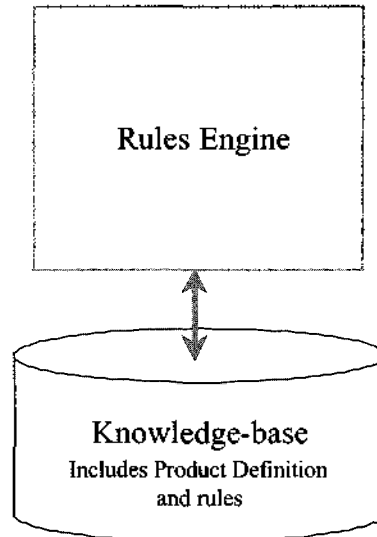 Rules Engine
Knowledge-base
Includes Product Definition
and rules